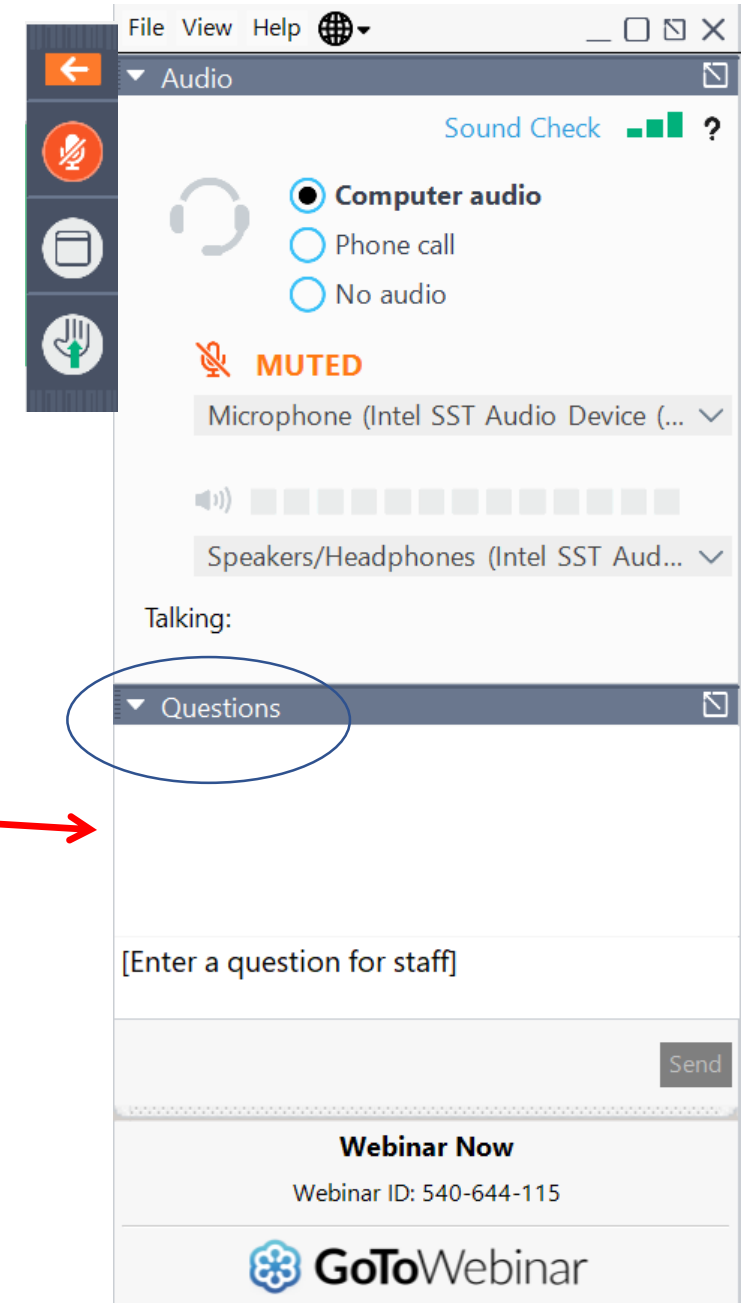 File View Help
Audio
Sound Check ?
Computer audio
Phone call
No audio
MUTED
Microphone (Intel SST Audio Device (...
Speakers/Headphones (Intel SST Aud...
Talking:
Questions
[Enter a question for staff]
Send
Webinar Now
Webinar ID: 540-644-115
GoToWebinar